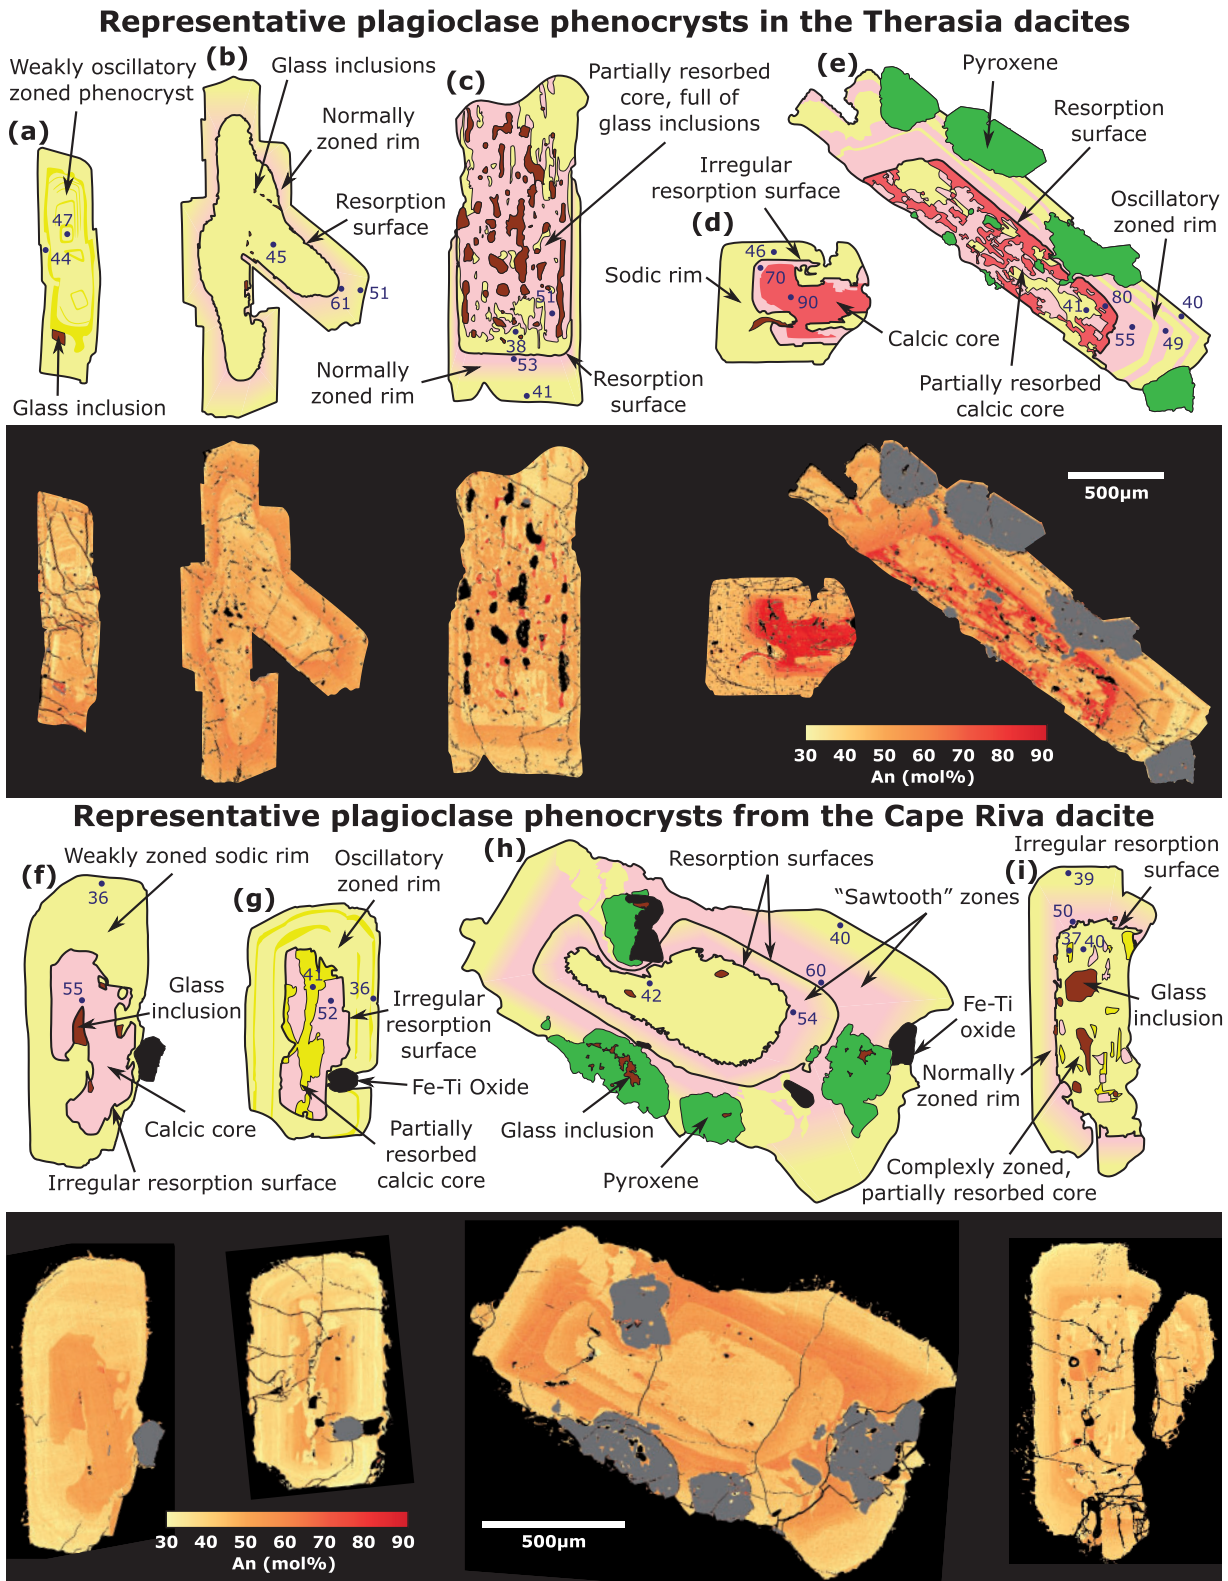 Representative plagioclase phenocrysts in the Therasia dacites
(a)
Weakly oscillatory
zoned phenocryst
47
44
Glass inclusion
(b)
Glass inclusions
Normally
zoned rim
Resorption
surface
45
61
51
(c)
Partially resorbed
core, full of
glass inclusions
51
38
53
41
Normally
zoned rim
Resorption
surface
(d)
Irregular
resorption surface
46
70
90
Sodic rim
Calcic core
(e)
Pyroxene
Resorption
surface
Oscillatory
zoned rim
41
80
55
49
40
Partially resorbed
calcic core
500µm
30 40 50 60 70 80 90
An (mol%)
Representative plagioclase phenocrysts from the Cape Riva dacite
(f)
Weakly zoned sodic rim
36
55
Glass
inclusion
Calcic core
Irregular resorption surface
(g)
Oscillatory
zoned rim
41
52
36
Irregular
resorption
surface
Fe-Ti Oxide
Partially
resorbed
calcic core
(h)
Resorption surfaces
“Sawtooth” zones
40
60
42
54
Fe-Ti
oxide
Glass inclusion
Pyroxene
(i)
Irregular resorption
surface
39
50
37
40
Glass
inclusion
Normally
zoned rim
Complexly zoned,
partially resorbed core
30 40 50 60 70 80 90
An (mol%)
500µm